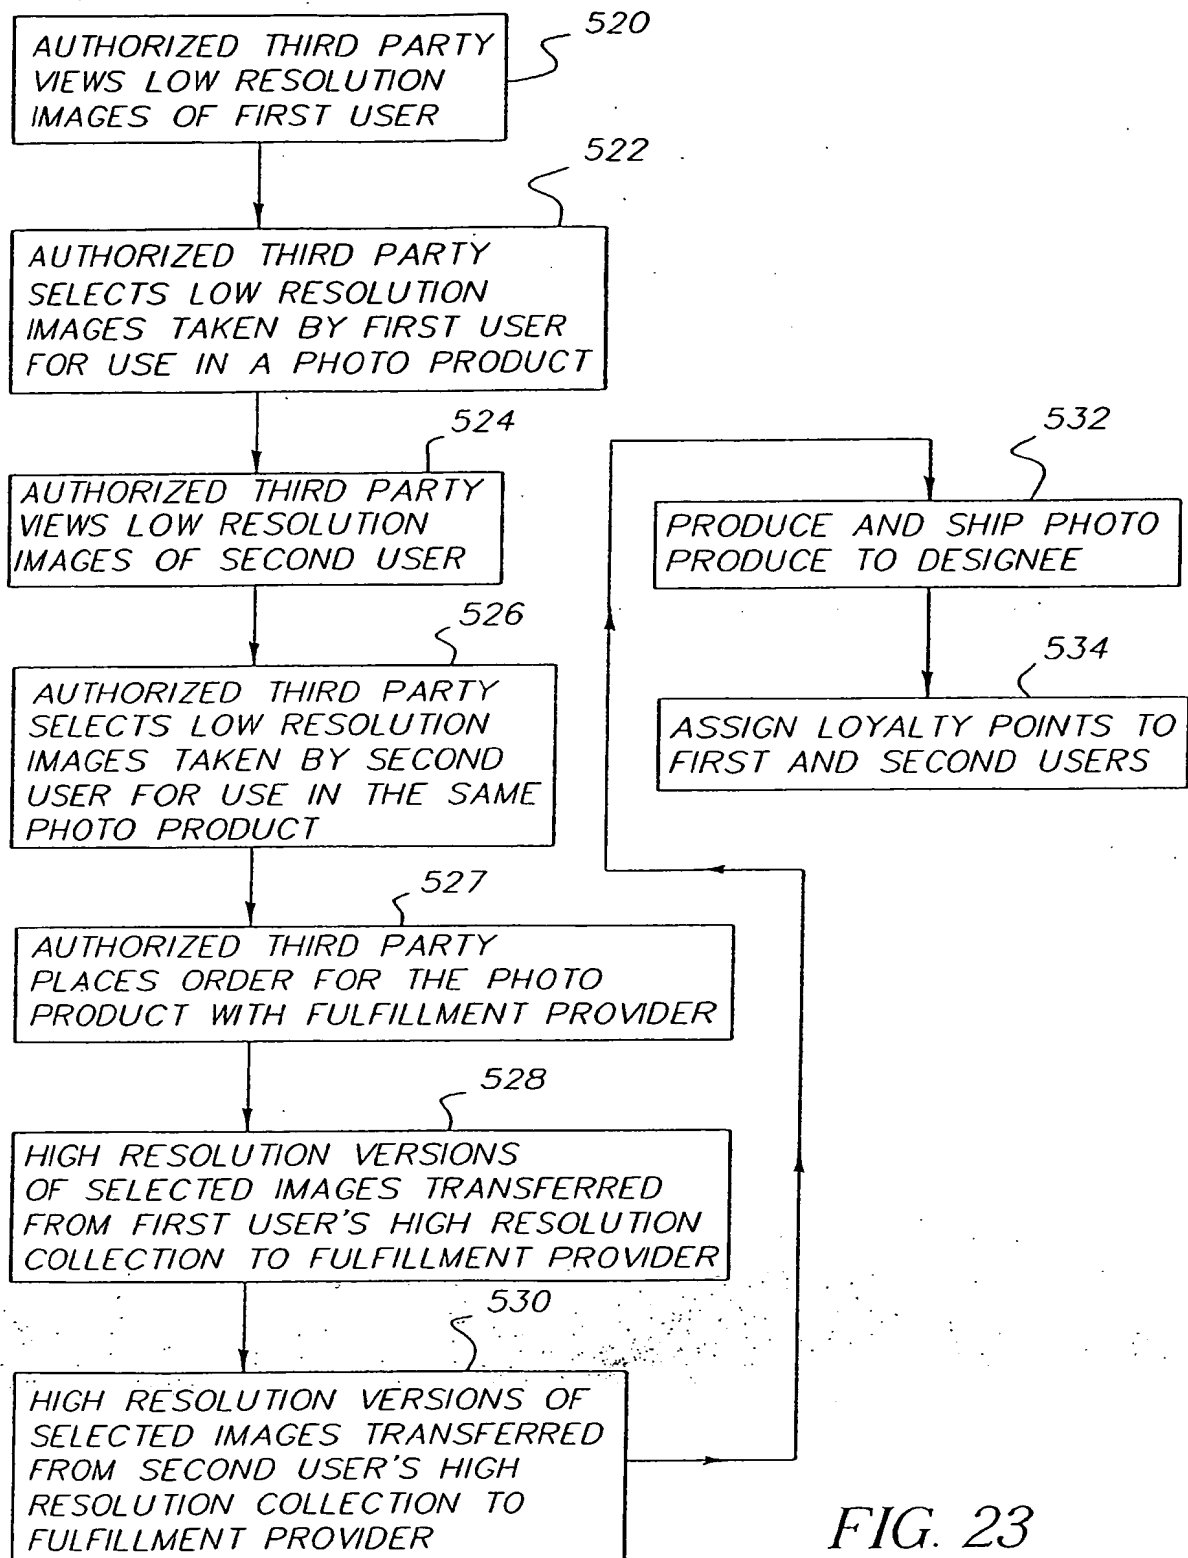 520
AUTHORIZED THIRD PARTY
VIEWS LOW RESOLUTION
IMAGES OF FIRST USER
522
AUTHORIZED THIRD PARTY
SELECTS LOW RESOLUTION
IMAGES TAKEN BY FIRST USER
FOR USE IN A PHOTO PRODUCT
524
AUTHORIZED THIRD PARTY
VIEWS LOW RESOLUTION
IMAGES OF SECOND USER
526
AUTHORIZED THIRD PARTY
SELECTS LOW RESOLUTION
IMAGES TAKEN BY SECOND
USER FOR USE IN THE SAME
PHOTO PRODUCT
527
AUTHORIZED THIRD PARTY
PLACES ORDER FOR THE PHOTO
PRODUCT WITH FULFILLMENT PROVIDER
528
HIGH RESOLUTION VERSIONS
OF SELECTED IMAGES TRANSFERRED
FROM FIRST USER'S HIGH RESOLUTION
COLLECTION TO FULFILLMENT PROVIDER
530
HIGH RESOLUTION VERSIONS OF
SELECTED IMAGES TRANSFERRED
FROM SECOND USER'S HIGH
RESOLUTION COLLECTION TO
FULFILLMENT PROVIDER
532
PRODUCE AND SHIP PHOTO
PRODUCE TO DESIGNEE
534
ASSIGN LOYALTY POINTS TO
FIRST AND SECOND USERS
FIG. 23